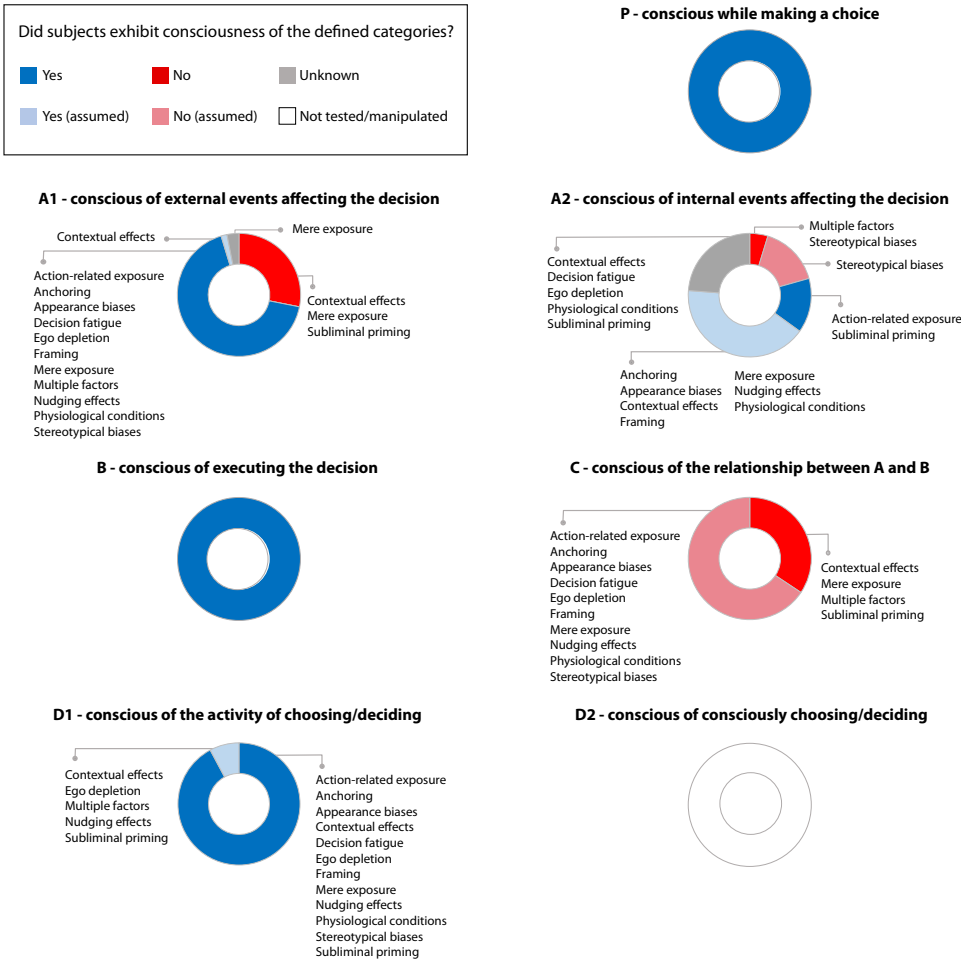 Did subjects exhibit consciousness of the defined categories?
Yes
No
Unknown
Yes (assumed)
No (assumed)
Not tested/manipulated
P - conscious while making a choice
A1 - conscious of external events affecting the decision
Contextual effects
Mere exposure
Action-related exposure
Anchoring
Appearance biases
Decision fatigue
Ego depletion
Framing
Mere exposure
Multiple factors
Nudging effects
Physiological conditions
Stereotypical biases
Contextual effects
Mere exposure
Subliminal priming
A2 - conscious of internal events affecting the decision
Multiple factors
Stereotypical biases
Stereotypical biases
Contextual effects
Decision fatigue
Ego depletion
Physiological conditions
Subliminal priming
Action-related exposure
Subliminal priming
Anchoring
Appearance biases
Contextual effects
Framing
Mere exposure
Nudging effects
Physiological conditions
B - conscious of executing the decision
C - conscious of the relationship between A and B
Action-related exposure
Anchoring
Appearance biases
Decision fatigue
Ego depletion
Framing
Mere exposure
Nudging effects
Physiological conditions
Stereotypical biases
Contextual effects
Mere exposure
Multiple factors
Subliminal priming
D1 - conscious of the activity of choosing/deciding
Contextual effects
Ego depletion
Multiple factors
Nudging effects
Subliminal priming
Action-related exposure
Anchoring
Appearance biases
Contextual effects
Decision fatigue
Ego depletion
Framing
Mere exposure
Nudging effects
Physiological conditions
Stereotypical biases
Subliminal priming
D2 - conscious of consciously choosing/deciding